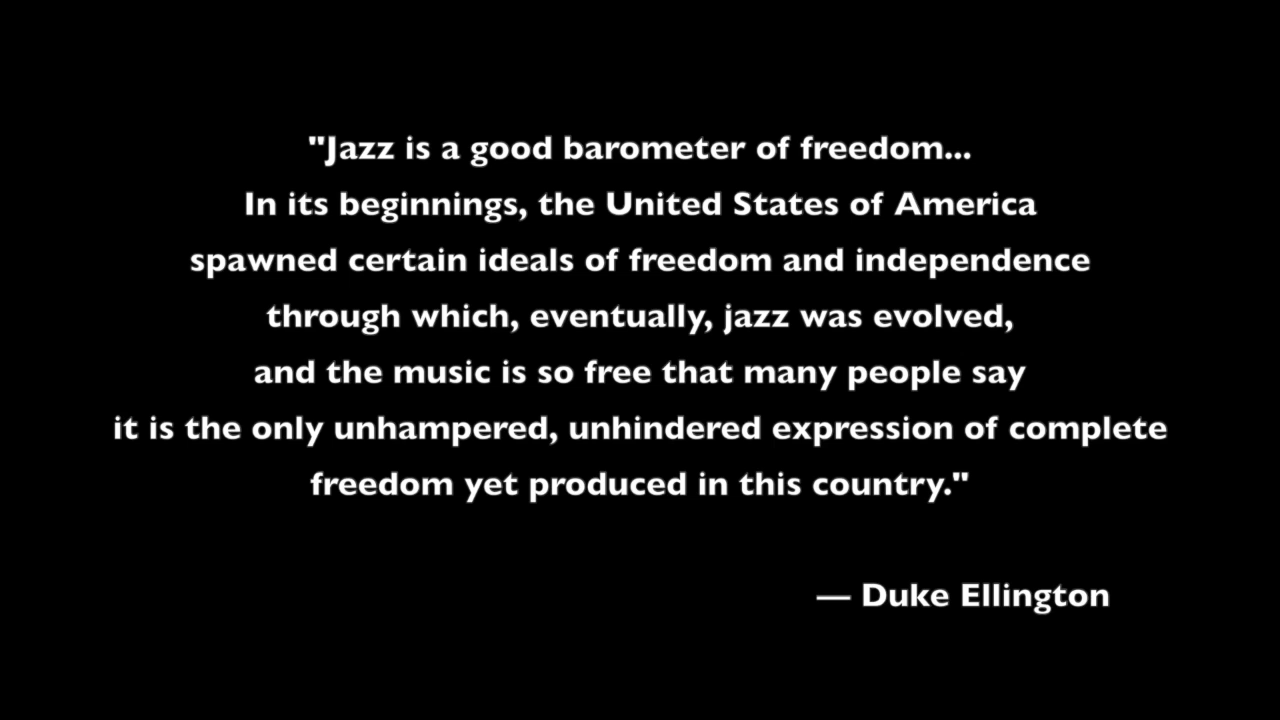 "Jazz is a good barometer of freedom...
In its beginnings, the United States of America
spawned certain ideals of freedom and independence
through which, eventually, jazz was evolved,
and the music is so free that many people say
it is the only unhampered, unhindered expression of complete
freedom yet produced in this country."
— Duke Ellington